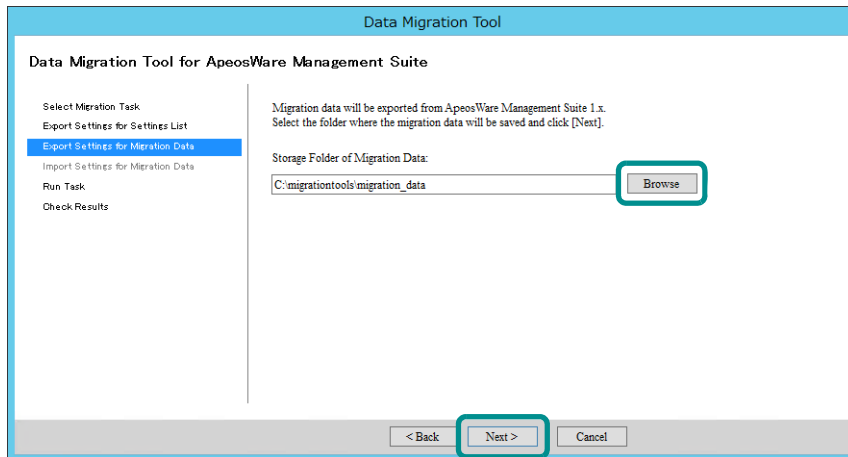 Data Migration Tool
Data Migration Tool for ApeosWare Management Suite
Select Migration Task
Export Settings for Settings List
Export Settings for Migration Data
Import Settings for Migration Data
Run Task
Check Results
Migration data will be exported from ApeosWare Management Suite 1.x.
Select the folder where the migration data will be saved and click [Next].
Storage Folder of Migration Data:
C:\migrationtools\migration_data
Browse
< Back
Next >
Cancel